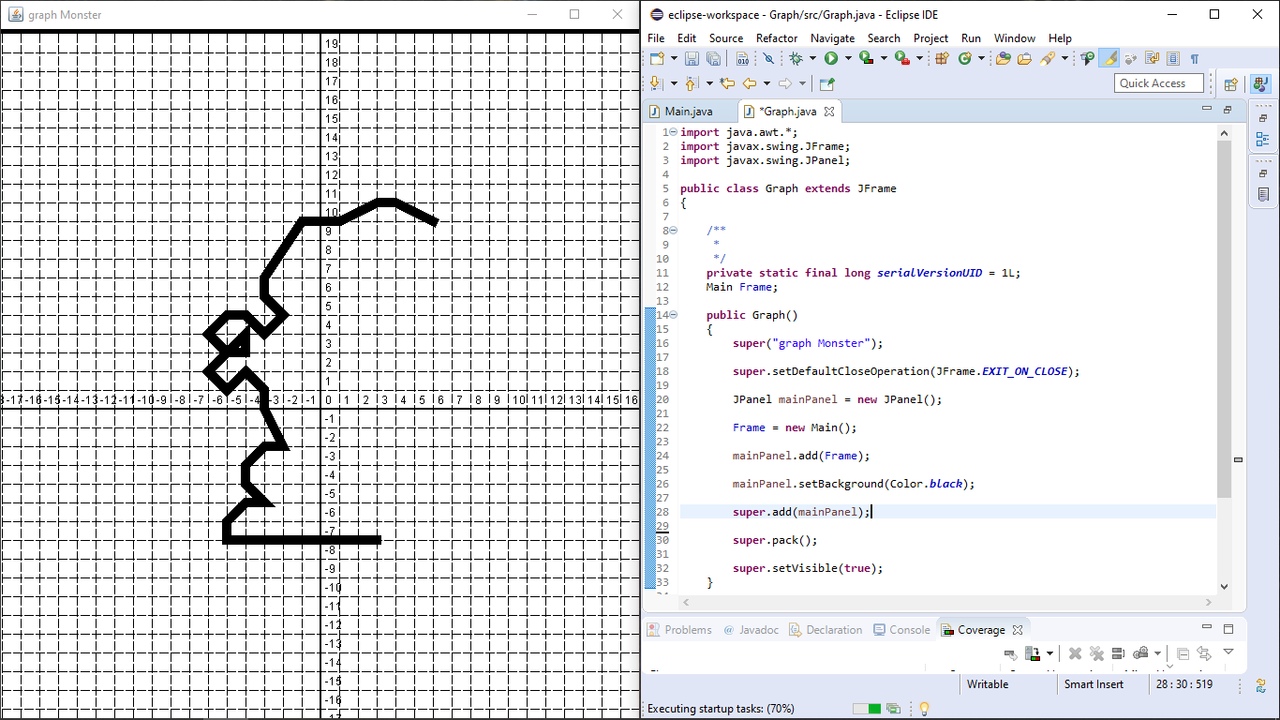 graph Monster
19
18
17
16
15
14
13
12
11
10
9
8
7
6
5
4
3
2
1
-17-16-15-14-13-12-11-10-9 -8 -7 -6 -5 -4 -3 -2 -1 0 1 2 3 4 5 6 7 8 9 10 11 12 13 14 15 16
-1
-2
-3
-4
-5
-6
-7
-8
-9
-10
-11
-12
-13
-14
-15
-16
-17
eclipse-workspace - Graph/src/Graph.java - Eclipse IDE
File Edit Source Refactor Navigate Search Project Run Window Help
Quick Access
Main.java *Graph.java
1 import java.awt.*;
2 import javax.swing.JFrame;
3 import javax.swing.JPanel;
4
5 public class Graph extends JFrame
6 {
7
8 /**
9 *
10 */
11 private static final long serialVersionUID = 1L;
12 Main Frame;
13
14 public Graph()
15 {
16 super("graph Monster");
17
18 super.setDefaultCloseOperation(JFrame.EXIT_ON_CLOSE);
19
20 JPanel mainPanel = new JPanel();
21
22 Frame = new Main();
23
24 mainPanel.add(Frame);
25
26 mainPanel.setBackground(Color.black);
27
28 super.add(mainPanel);
29
30 super.pack();
31
32 super.setVisible(true);
33 }
Problems Javadoc Declaration Console Coverage
Writable Smart Insert 28 : 30 : 519
Executing startup tasks: (70%)